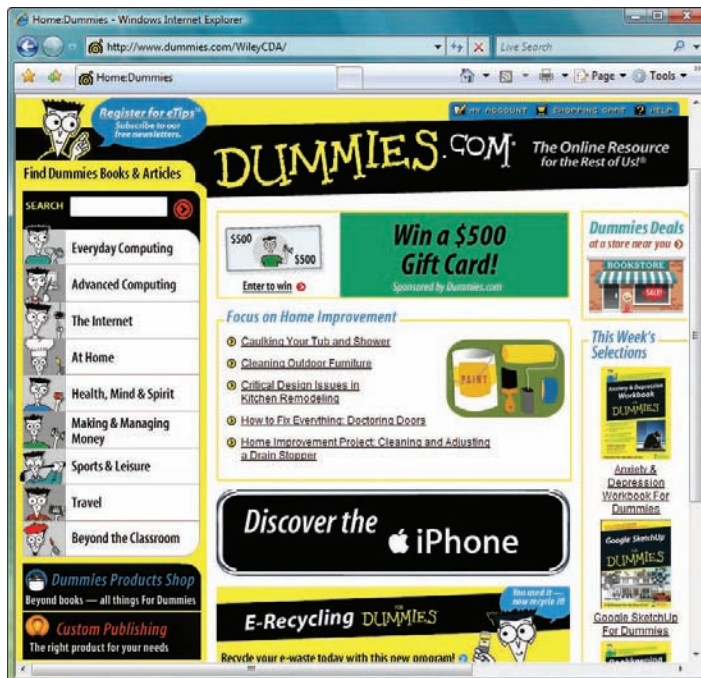 Home:Dummies - Windows Internet Explorer
http://www.dummies.com/WileyCDA/
Live Search
Home:Dummies
Page
Tools
Register for eTips™
Subscribe to our
free newsletters.
MY ACCOUNT
SHOPPING CART
HELP
DUMMIES.COM®
The Online Resource
for the Rest of Us!®
Find Dummies Books & Articles
SEARCH
Everyday Computing
Advanced Computing
The Internet
At Home
Health, Mind & Spirit
Making & Managing
Money
Sports & Leisure
Travel
Beyond the Classroom
Dummies Products Shop
Beyond books — all things For Dummies
Custom Publishing
The right product for your needs
$500
$500
Enter to win
Win a $500
Gift Card!
Sponsored by Dummies.com
Focus on Home Improvement
Caulking Your Tub and Shower
Cleaning Outdoor Furniture
Critical Design Issues in
Kitchen Remodeling
How to Fix Everything: Doctoring Doors
Home Improvement Project: Cleaning and Adjusting
a Drain Stopper
PAINT
Discover the
iPhone
E-Recycling FOR DUMMIES
You used it —
now recycle it!
Recycle your e-waste today with this new program!
Dummies Deals
at a store near you
BOOKSTORE
SALE!
This Week's
Selections
Anxiety & Depression
Workbook
FOR
DUMMIES
Anxiety &
Depression
Workbook For
Dummies
Google SketchUp
FOR
DUMMIES
Google SketchUp
For Dummies